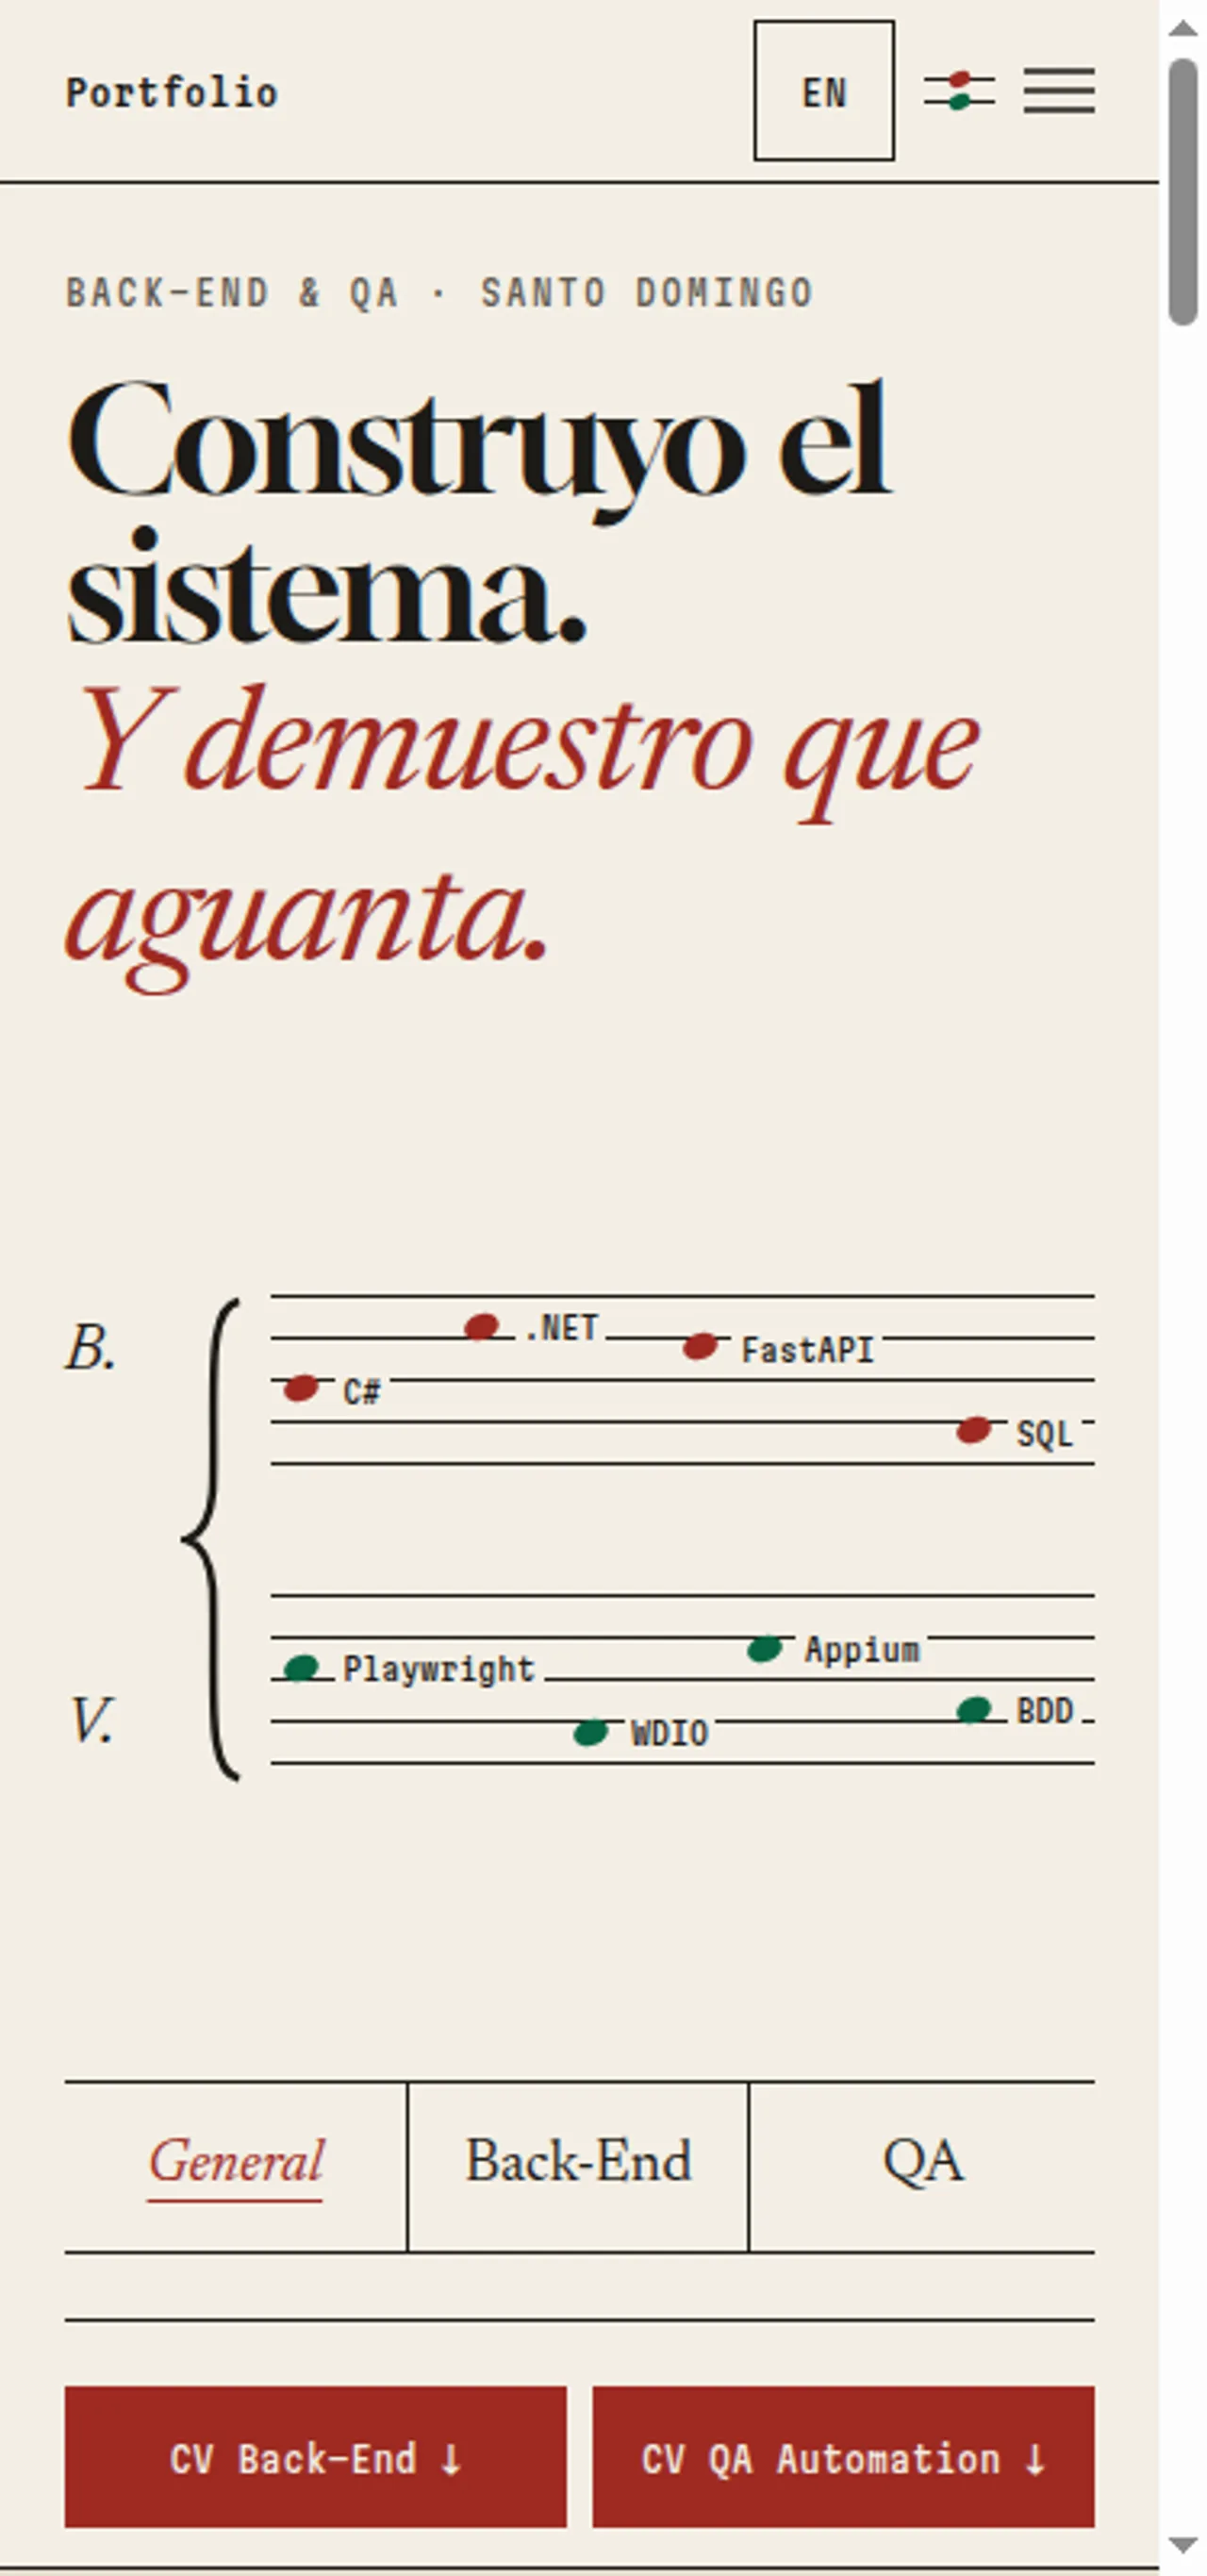 Portfolio
EN
BACK-END & QA · SANTO DOMINGO
Construyo el
sistema.
Y demuestro que
aguanta.
B.
.NET
FastAPI
C#
SQL
Appium
Playwright
BDD
V.
WDIO
General
Back-End
QA
CV Back-End ↓
CV QA Automation ↓